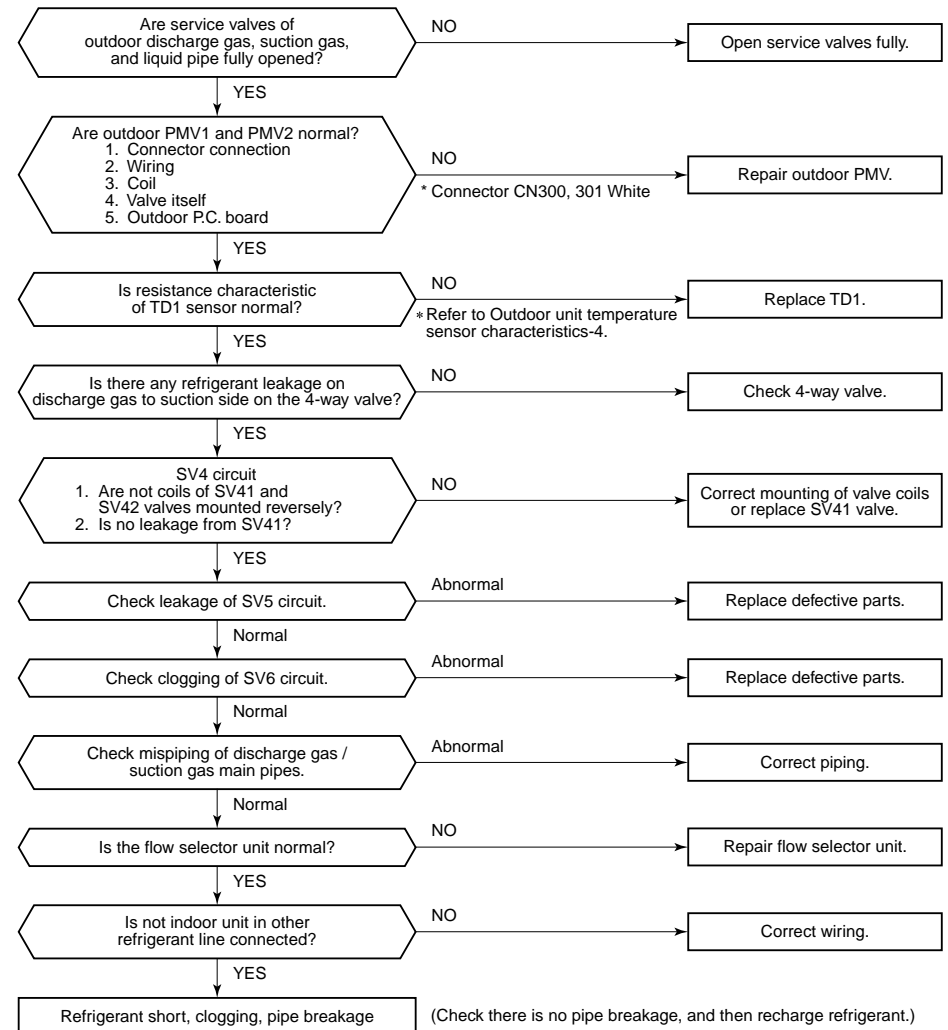 Are service valves of
outdoor discharge gas, suction gas,
and liquid pipe fully opened?
NO
Open service valves fully.
YES
Are outdoor PMV1 and PMV2 normal?
1. Connector connection
2. Wiring
3. Coil
4. Valve itself
5. Outdoor P.C. board
NO
* Connector CN300, 301 White
Repair outdoor PMV.
YES
Is resistance characteristic
of TD1 sensor normal?
NO
* Refer to Outdoor unit temperature
sensor characteristics-4.
Replace TD1.
YES
Is there any refrigerant leakage on
discharge gas to suction side on the 4-way valve?
NO
Check 4-way valve.
YES
SV4 circuit
1. Are not coils of SV41 and
SV42 valves mounted reversely?
2. Is no leakage from SV41?
NO
Correct mounting of valve coils
or replace SV41 valve.
YES
Check leakage of SV5 circuit.
Abnormal
Replace defective parts.
Normal
Check clogging of SV6 circuit.
Abnormal
Replace defective parts.
Normal
Check mispiping of discharge gas /
suction gas main pipes.
Abnormal
Correct piping.
Normal
Is the flow selector unit normal?
NO
Repair flow selector unit.
YES
Is not indoor unit in other
refrigerant line connected?
NO
Correct wiring.
YES
Refrigerant short, clogging, pipe breakage
(Check there is no pipe breakage, and then recharge refrigerant.)